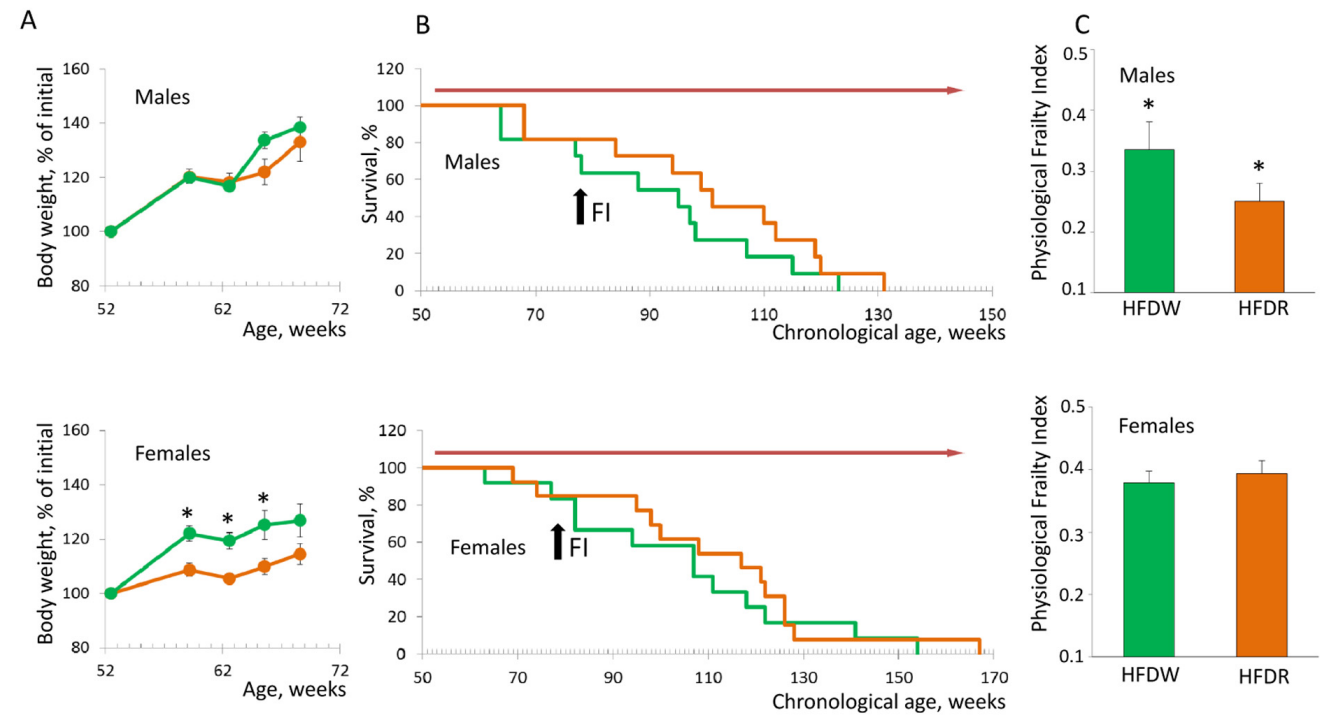 A
B
C
Body weight, % of initial
160
140
120
100
80
Males
52
62
72
Age, weeks
Survival, %
120
100
80
60
40
20
0
Males
FI
50
70
90
110
130
150
Chronological age, weeks
Physiological Frailty Index
0.5
0.4
0.3
0.2
0.1
Males
*
*
HFDW
HFDR
Body weight, % of initial
160
140
120
100
80
Females
*
*
*
52
62
72
Age, weeks
Survival, %
120
100
80
60
40
20
0
Females
FI
50
70
90
110
130
150
170
Chronological age, weeks
Physiological Frailty Index
0.5
0.4
0.3
0.2
0.1
Females
HFDW
HFDR